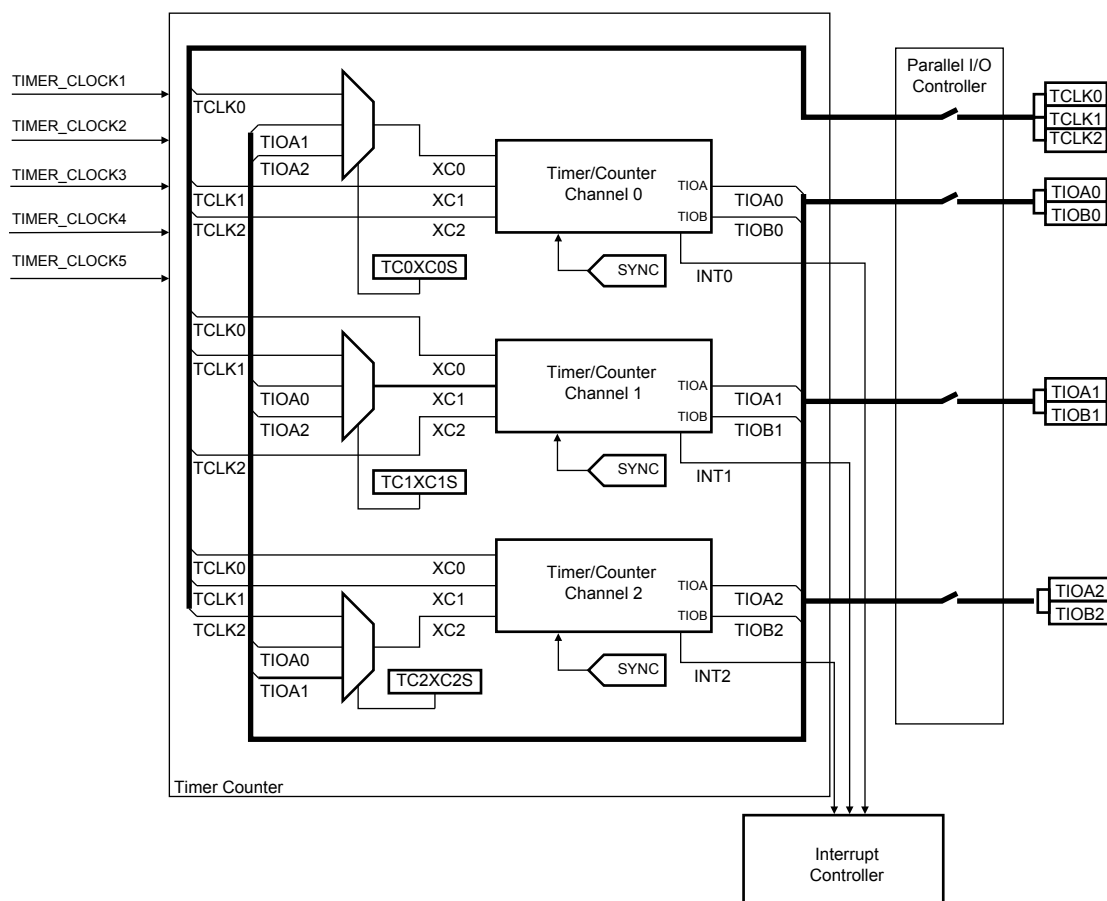 TIMER_CLOCK1
TIMER_CLOCK2
TIMER_CLOCK3
TIMER_CLOCK4
TIMER_CLOCK5
TCLK0
TIOA1
TIOA2
TCLK1
TCLK2
XC0
XC1
XC2
TC0XC0S
Timer/Counter
Channel 0
TIOA
TIOB
TIOA0
TIOB0
SYNC
INT0
TCLK0
TCLK1
TIOA0
TIOA2
TCLK2
XC0
XC1
XC2
TC1XC1S
Timer/Counter
Channel 1
TIOA
TIOB
TIOA1
TIOB1
SYNC
INT1
TCLK0
TCLK1
TCLK2
TIOA0
TIOA1
XC0
XC1
XC2
TC2XC2S
Timer/Counter
Channel 2
TIOA
TIOB
TIOA2
TIOB2
SYNC
INT2
Timer Counter
Parallel I/O
Controller
TCLK0
TCLK1
TCLK2
TIOA0
TIOB0
TIOA1
TIOB1
TIOA2
TIOB2
Interrupt
Controller